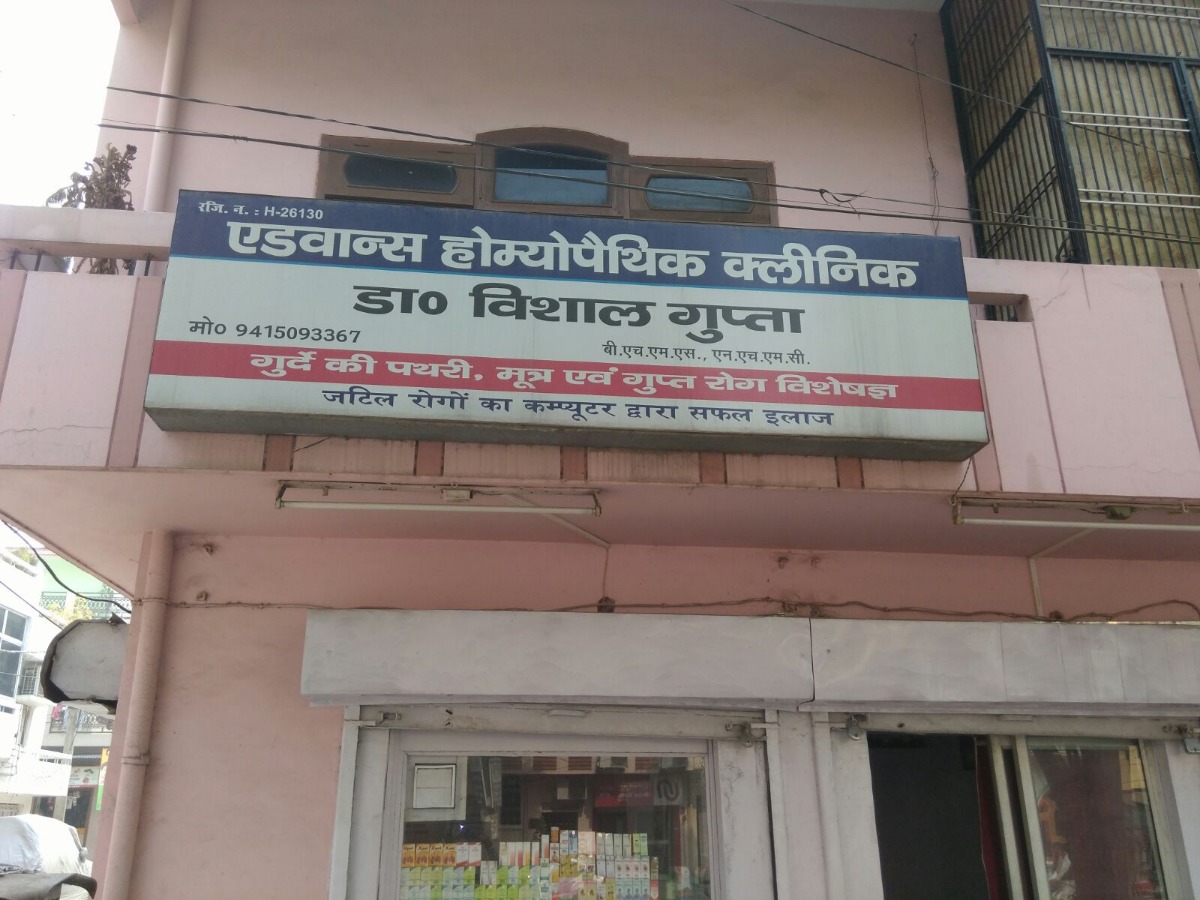 रजि. न. : H-26130
एडवान्स होम्योपैथिक क्लीनिक
डा० विशाल गुप्ता
मो० 9415093367
बी.एच.एम.एस., एन.एच.एम.सी.
गुर्दे की पथरी, मूत्र एवं गुप्त रोग विशेषज्ञ
जटिल रोगों का कम्प्यूटर द्वारा सफल इलाज